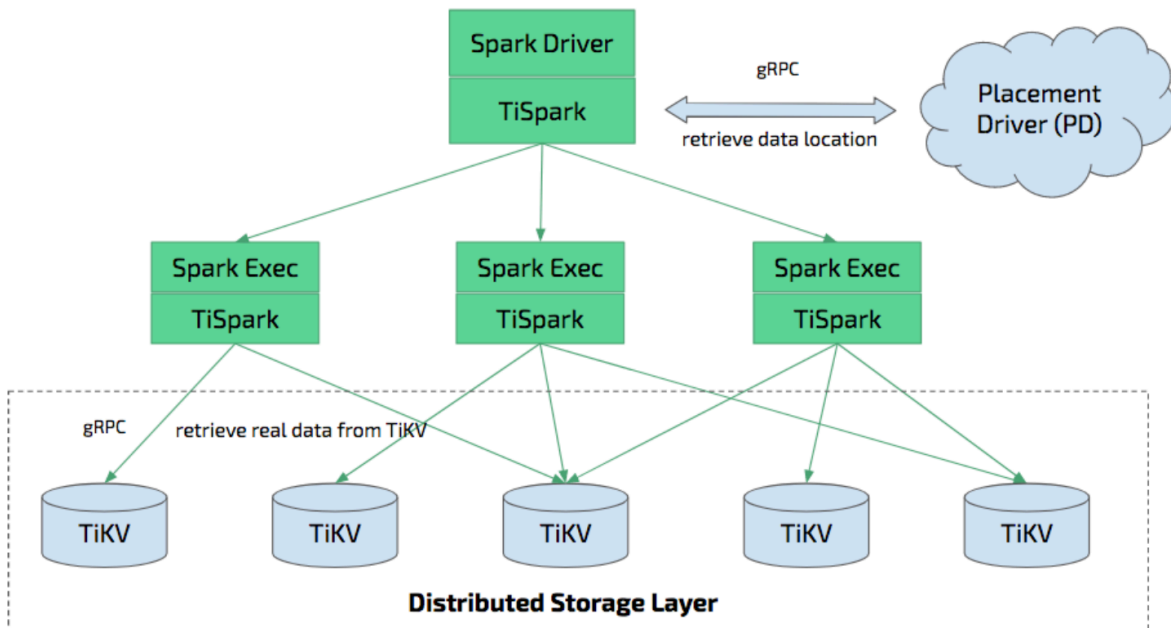 Spark Driver
TiSpark
gRPC
retrieve data location
Placement
Driver (PD)
Spark Exec
TiSpark
Spark Exec
TiSpark
Spark Exec
TiSpark
gRPC
retrieve real data from TiKV
TiKV
TiKV
TiKV
TiKV
TiKV
Distributed Storage Layer